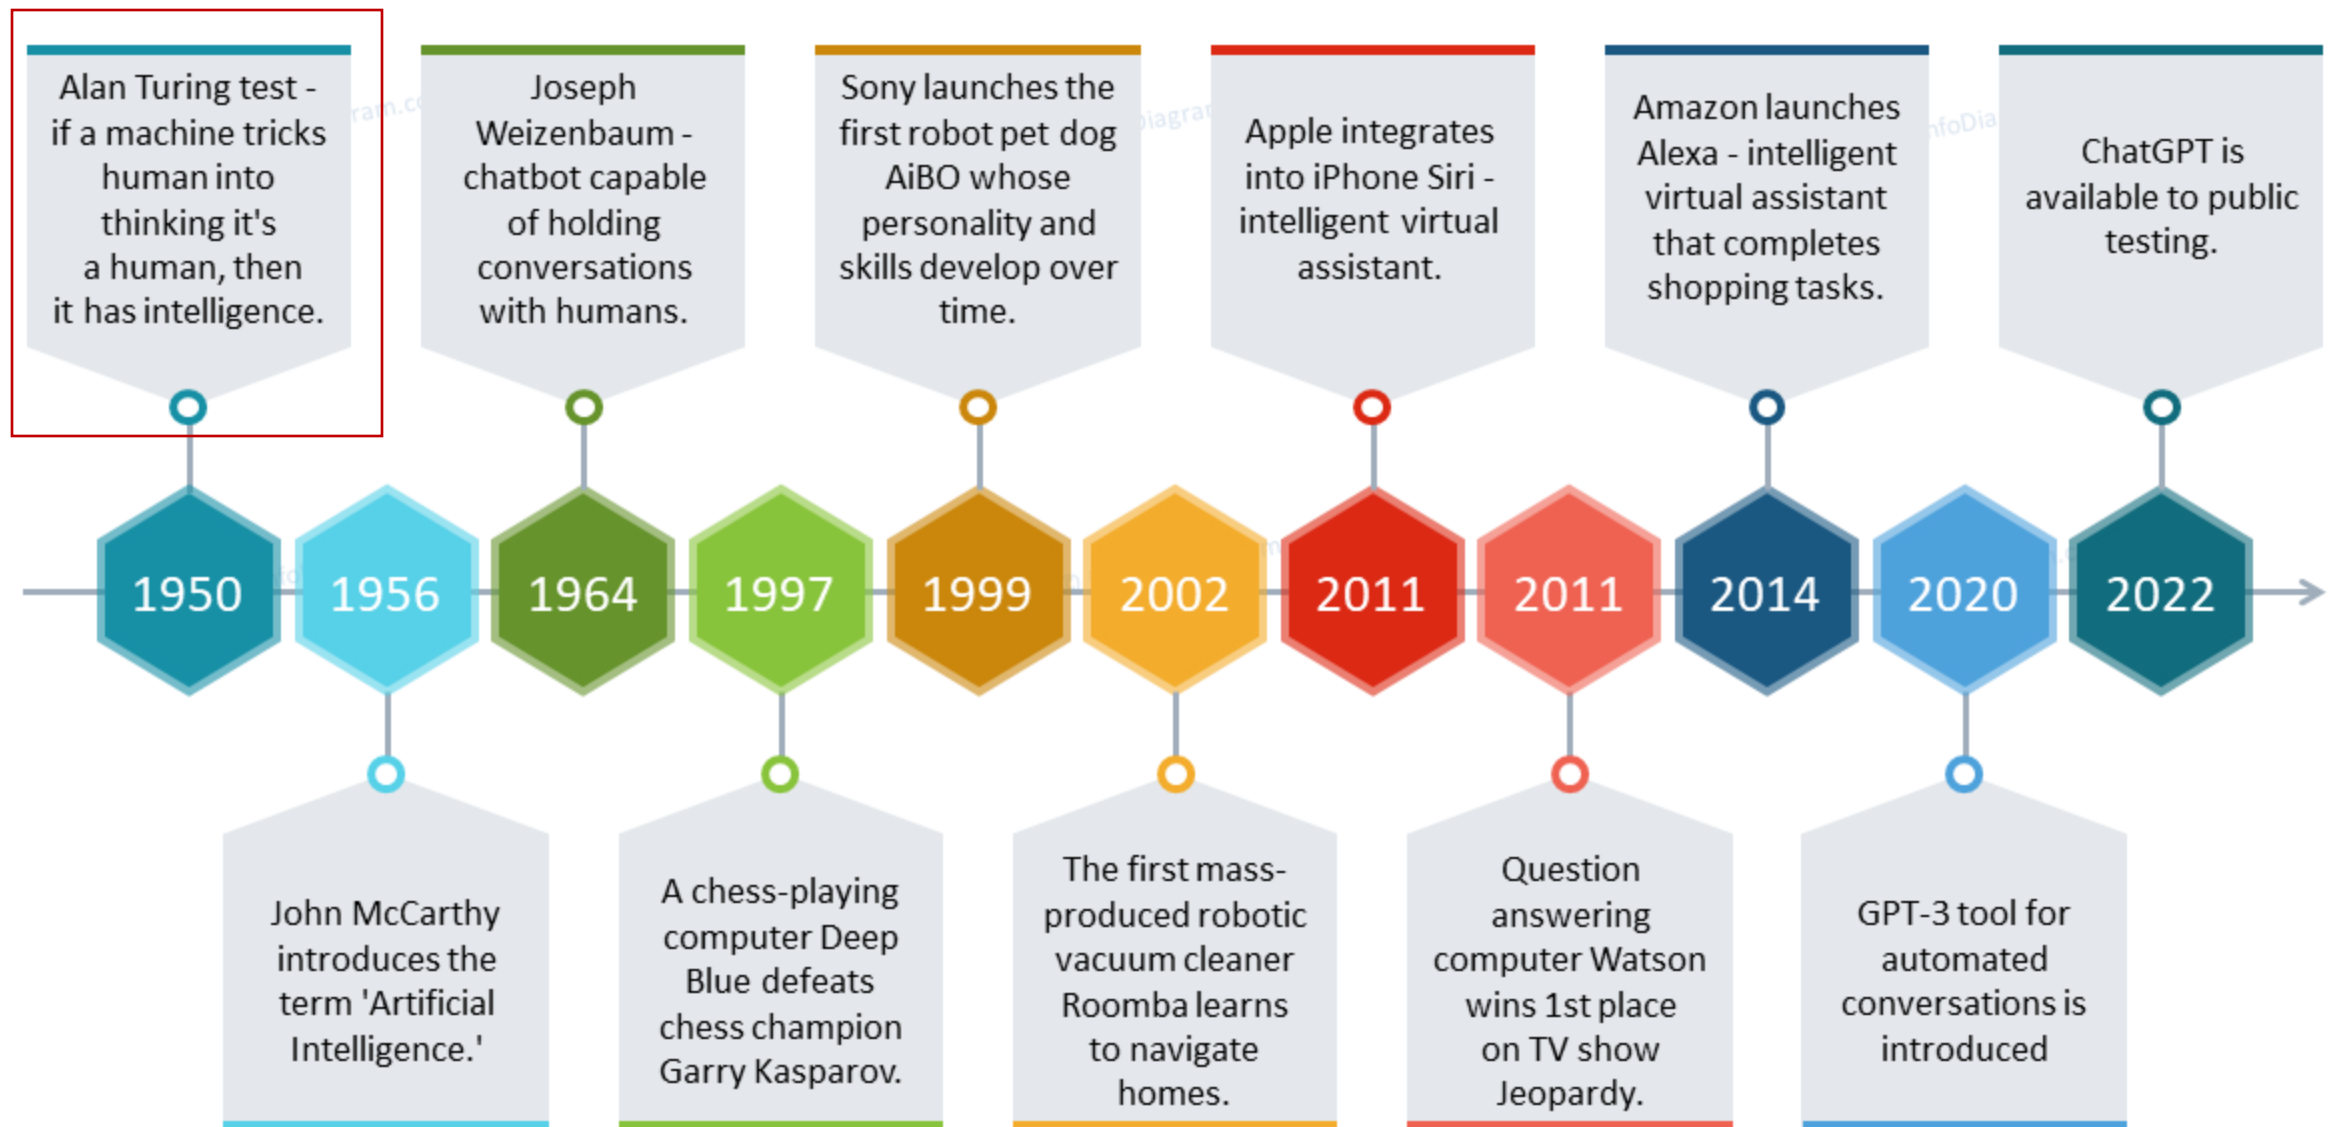 Alan Turing test -
if a machine tricks
human into
thinking it's
a human, then
it has intelligence.
Joseph
Weizenbaum -
chatbot capable
of holding
conversations
with humans.
Sony launches the
first robot pet dog
AiBO whose
personality and
skills develop over
time.
Apple integrates
into iPhone Siri -
intelligent virtual
assistant.
Amazon launches
Alexa - intelligent
virtual assistant
that completes
shopping tasks.
ChatGPT is
available to public
testing.
1950
1956
1964
1997
1999
2002
2011
2011
2014
2020
2022
John McCarthy
introduces the
term 'Artificial
Intelligence.'
A chess-playing
computer Deep
Blue defeats
chess champion
Garry Kasparov.
The first mass-
produced robotic
vacuum cleaner
Roomba learns
to navigate
homes.
Question
answering
computer Watson
wins 1st place
on TV show
Jeopardy.
GPT-3 tool for
automated
conversations is
introduced